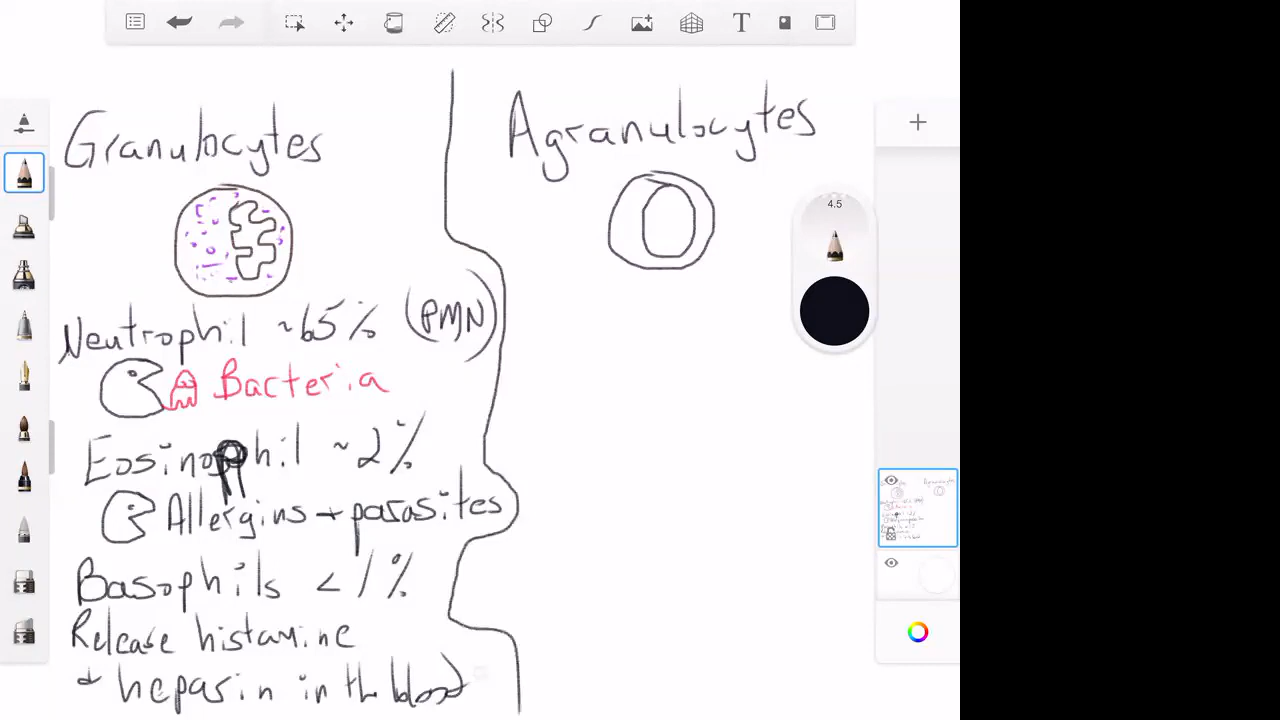 Granulocytes
Neutrophil ~65% (PMN)
Bacteria
Eosinophil ~2%
Allergins + parasites
Basophils <1%
Release histamine
+ heparin in the blood
Agranulocytes
T
4.5